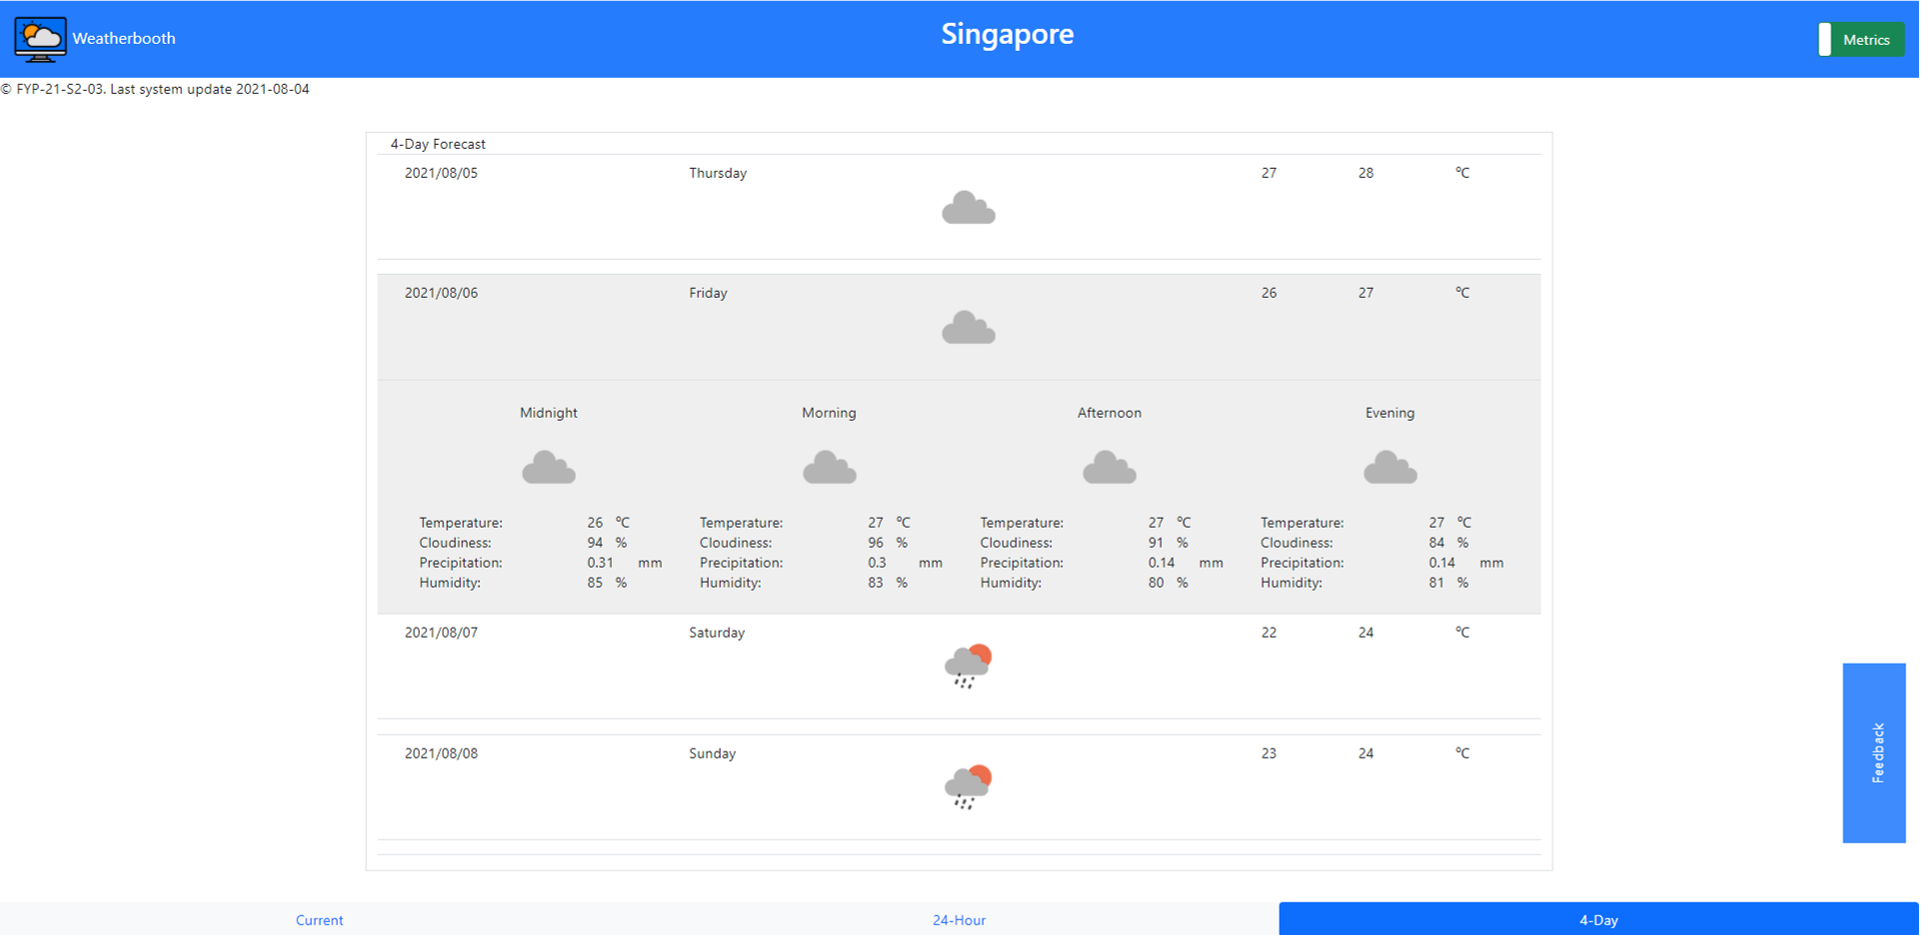 Weatherbooth
Singapore
Metrics
© FYP-21-S2-03. Last system update 2021-08-04
4-Day Forecast
2021/08/05 Thursday 27 28 °C
2021/08/06 Friday 26 27 °C
Midnight Morning Afternoon Evening
Temperature: 26 °C Temperature: 27 °C Temperature: 27 °C Temperature: 27 °C
Cloudiness: 94 % Cloudiness: 96 % Cloudiness: 91 % Cloudiness: 84 %
Precipitation: 0.31 mm Precipitation: 0.3 mm Precipitation: 0.14 mm Precipitation: 0.14 mm
Humidity: 85 % Humidity: 83 % Humidity: 80 % Humidity: 81 %
2021/08/07 Saturday 22 24 °C
2021/08/08 Sunday 23 24 °C
Feedback
Current 24-Hour 4-Day